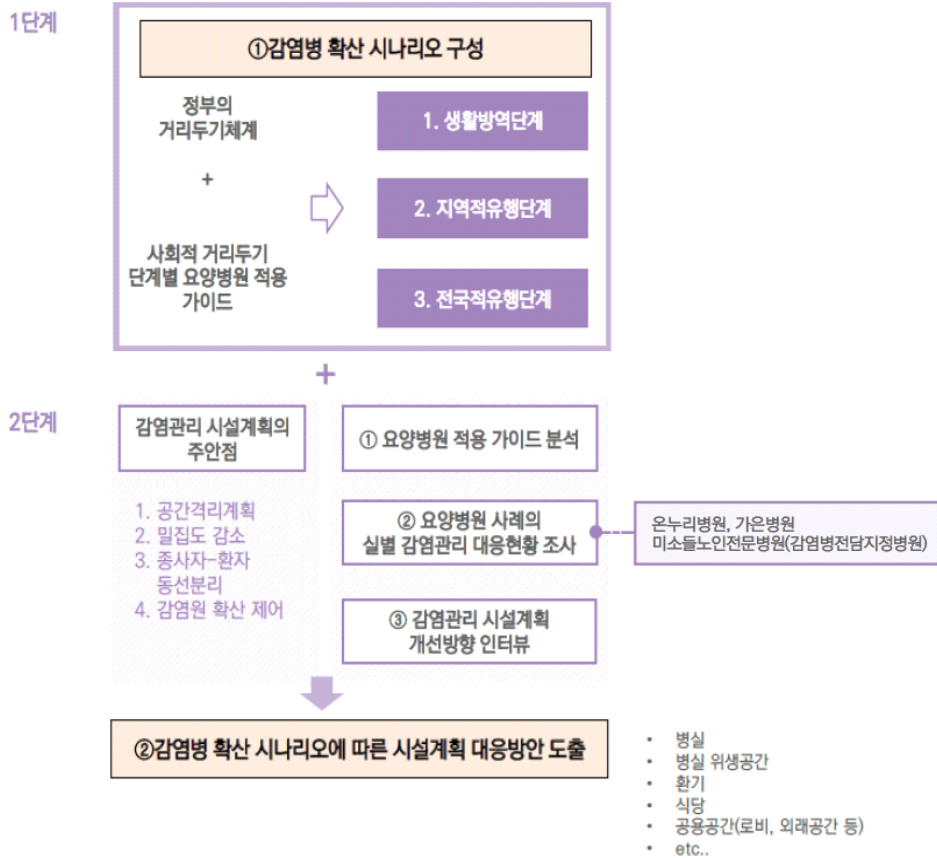 1단계
①감염병 확산 시나리오 구성
정부의
거리두기체계
+
사회적 거리두기
단계별 요양병원 적용
가이드
1. 생활방역단계
2. 지역적유행단계
3. 전국적유행단계
+
2단계
감염관리 시설계획의
주안점
1. 공간격리계획
2. 밀집도 감소
3. 종사자-환자
동선분리
4. 감염원 확산 제어
① 요양병원 적용 가이드 분석
② 요양병원 사례의
실별 감염관리 대응현황 조사
온누리병원, 가은병원
미소들노인전문병원(감염병전담지정병원)
③ 감염관리 시설계획
개선방향 인터뷰
②감염병 확산 시나리오에 따른 시설계획 대응방안 도출
• 병실
• 병실 위생공간
• 환기
• 식당
• 공용공간(로비, 외래공간 등)
• etc..